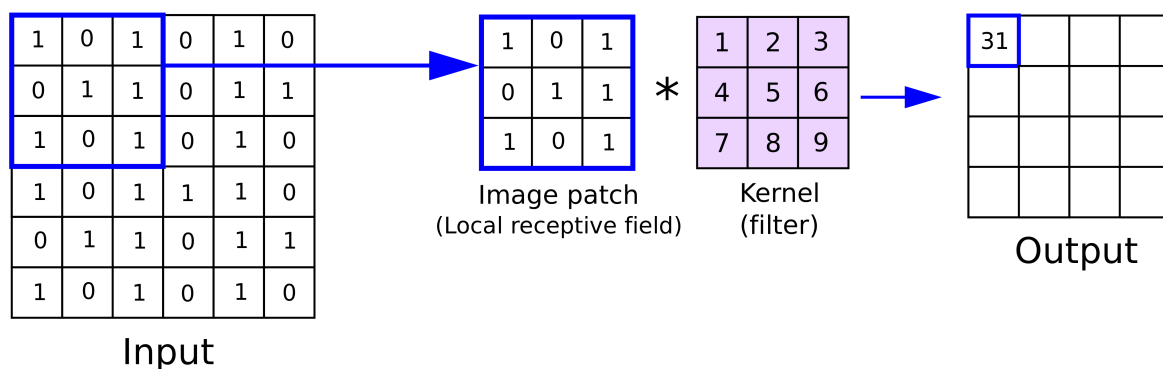 1 0 1 0 1 0
0 1 1 0 1 1
1 0 1 0 1 0
1 0 1 1 1 0
0 1 1 0 1 1
1 0 1 0 1 0
Input
1 0 1
0 1 1
1 0 1
Image patch
(Local receptive field)
*
1 2 3
4 5 6
7 8 9
Kernel
(filter)
31
Output